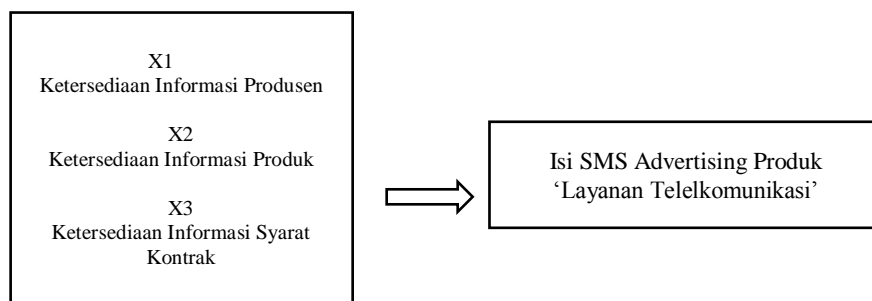 X1
Ketersediaan Informasi Produsen
X2
Ketersediaan Informasi Produk
X3
Ketersediaan Informasi Syarat
Kontrak
Isi SMS Advertising Produk
‘Layanan Telelkomunikasi’